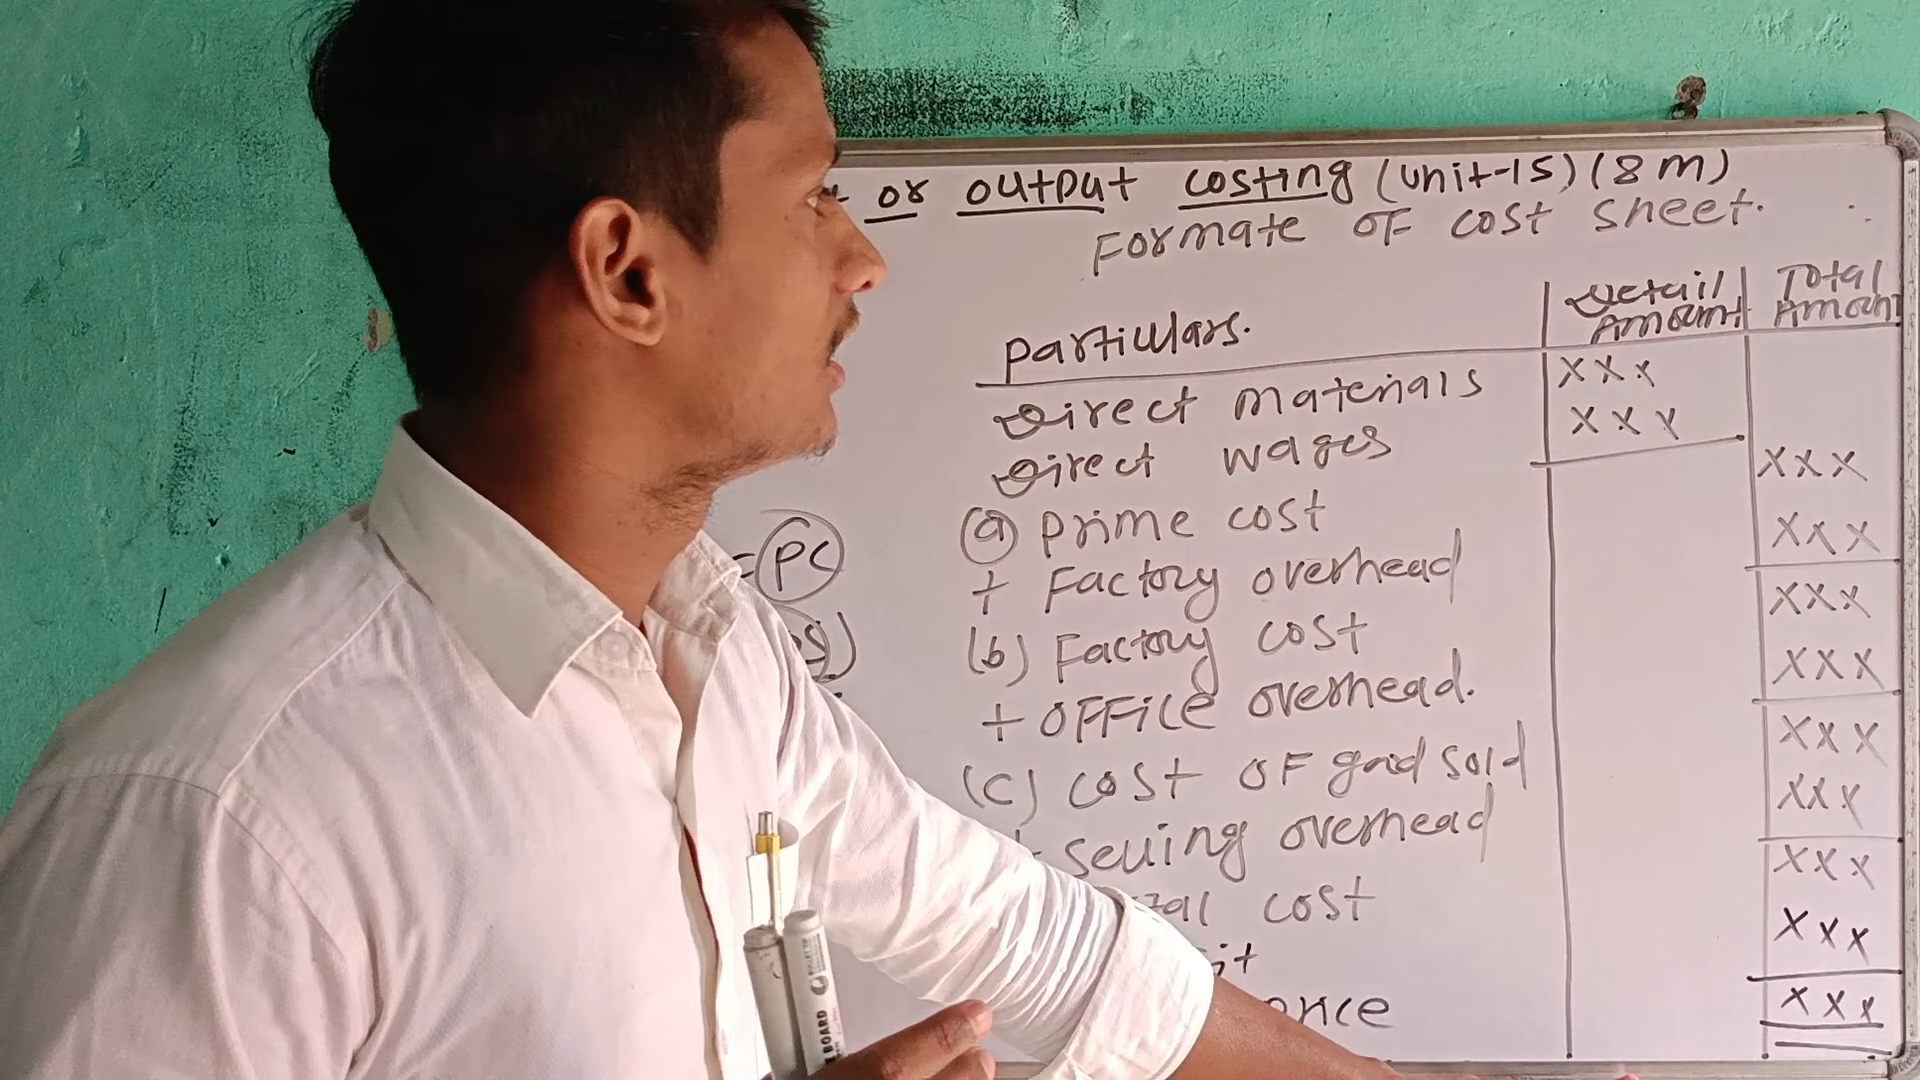 or output costing (unit-15) (8 m)
Formate OF cost sheet.
particulars.
Detail Amount
Total Amount
Direct materials XXX
Direct wages XXX
XXX
(a) prime cost
XXX
+ Factory overhead
XXX
(b) Factory cost
XXX
+ OFFice overhead.
XXX
(c) cost OF good sold
XXX
selling overhead
XXX
cost
XXX
XXX
= PC
BOARD